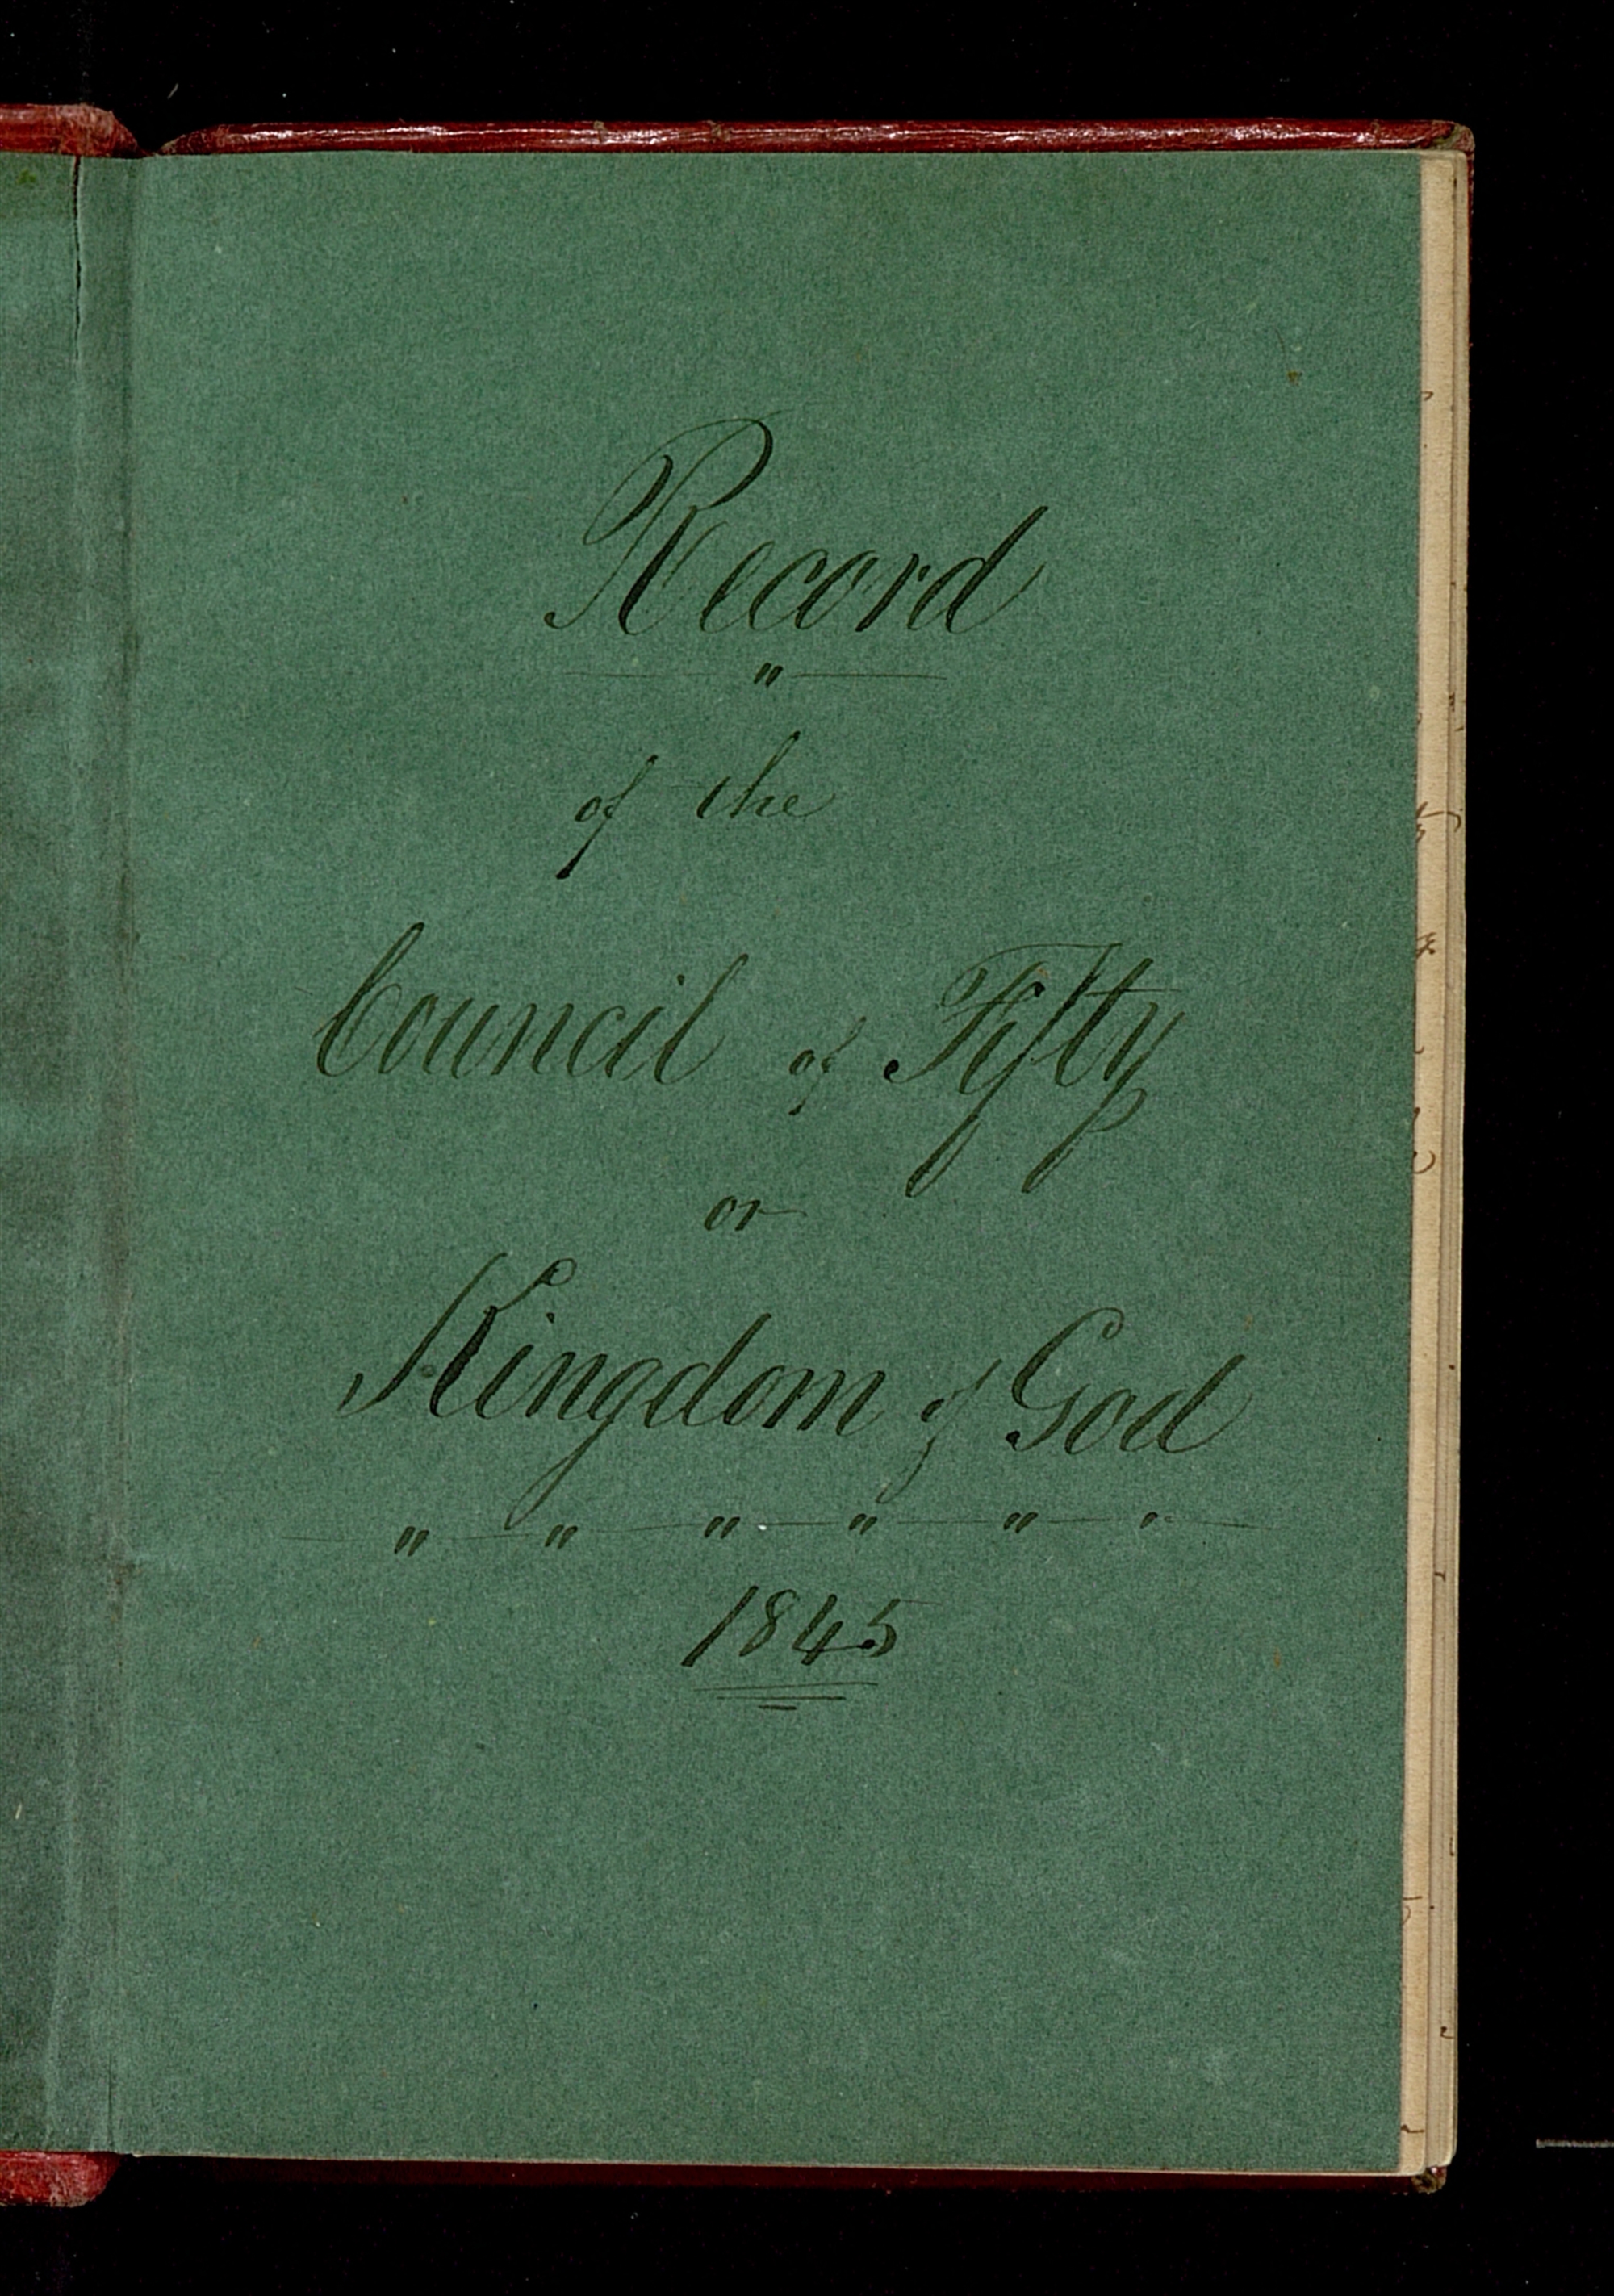 Record
"
of the
Council of Fifty
or
Kingdom of God
" " " " " "
1845